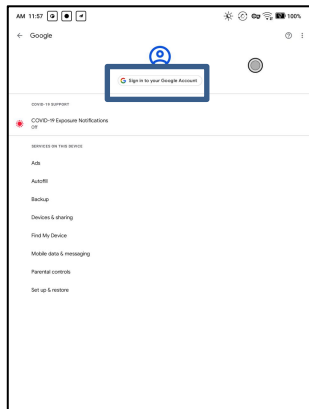 AM 11:57
100%
Google
Sign in to your Google Account
COVID-19 SUPPORT
COVID-19 Exposure Notifications
Off
SERVICES ON THIS DEVICE
Ads
Autofill
Backup
Devices & sharing
Find My Device
Mobile data & messaging
Parental controls
Set up & restore